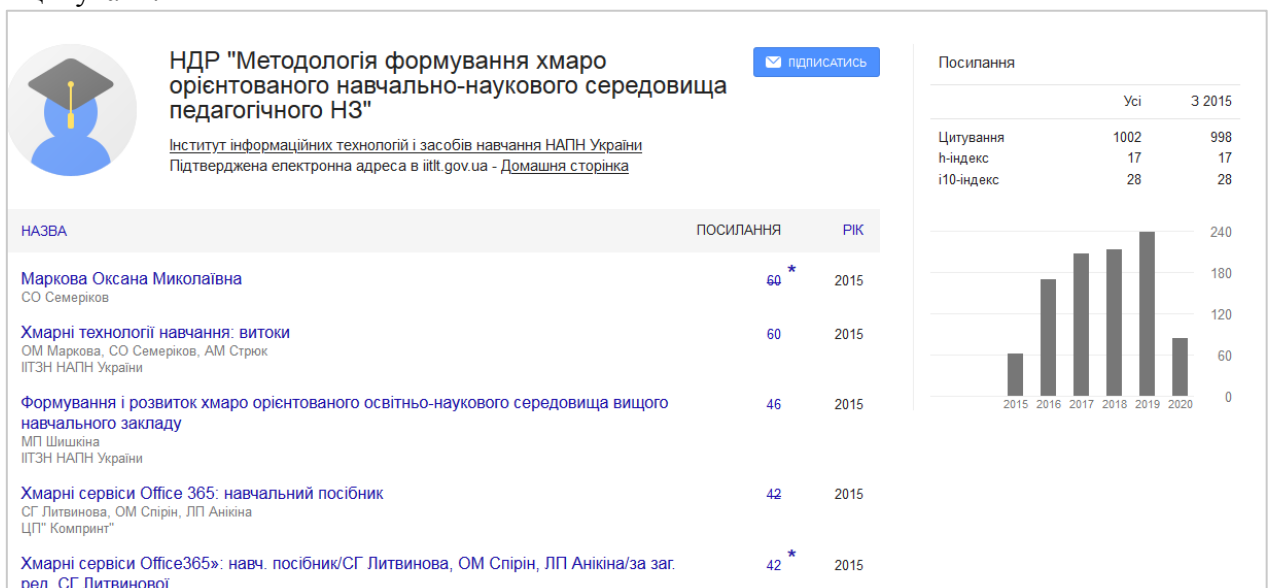 НДР "Методологія формування хмаро
орієнтованого навчально-наукового середовища
педагогічного НЗ"
ПІДПИСАТИСЬ
Інститут інформаційних технологій і засобів навчання НАПН України
Підтверджена електронна адреса в iitlt.gov.ua - Домашня сторінка
НАЗВА ПОСИЛАННЯ РІК
Маркова Оксана Миколаївна 60 * 2015
СО Семеріков
Хмарні технології навчання: витоки 60 2015
ОМ Маркова, СО Семеріков, АМ Стрюк
ІІТЗН НАПН України
Формування і розвиток хмаро орієнтованого освітньо-наукового середовища вищого 46 2015
навчального закладу
МП Шишкіна
ІІТЗН НАПН України
Хмарні сервіси Office 365: навчальний посібник 42 2015
СГ Литвинова, ОМ Спірін, ЛП Анікіна
ЦП" Компринт"
Хмарні сервіси Office365»: навч. посібник/СГ Литвинова, ОМ Спірін, ЛП Анікіна/за заг. 42 * 2015
ред. СГ Литвинової
Посилання
Усі З 2015
Цитування 1002 998
h-індекс 17 17
i10-індекс 28 28
240
180
120
60
0
2015 2016 2017 2018 2019 2020